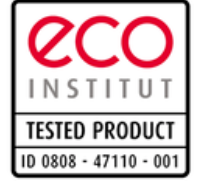 eco
INSTITUT
TESTED PRODUCT
ID 0808 - 47110 - 001